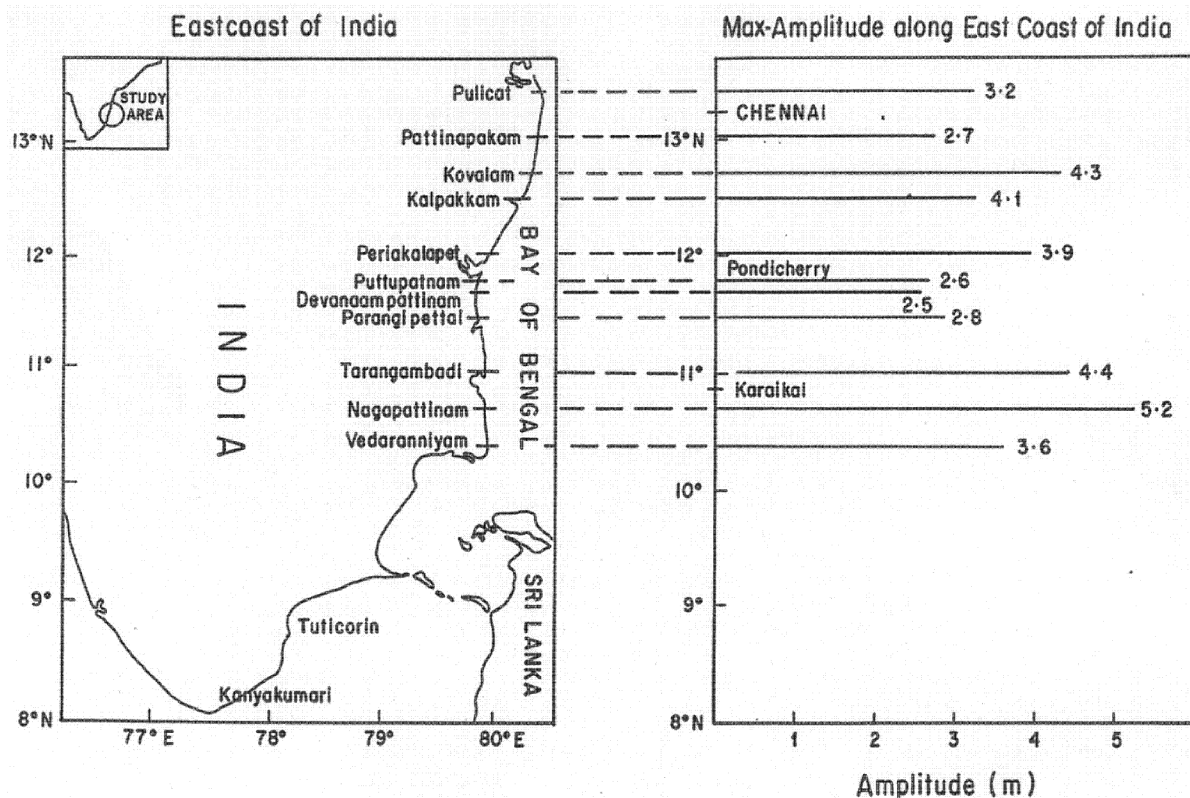 Eastcoast of India
Max-Amplitude along East Coast of India
STUDY
AREA
Pulicat
3.2
CHENNAI
13°N
Pattinapakam
13°N
2.7
Kovalam
4.3
Kalpakkam
4.1
12°
Periakalapet
12°
3.9
Pondicherry
Puttupatnam
2.6
Devanaampattinam
2.5
Parangipettai
2.8
11°
Tarangambadi
11°
4.4
Karaikal
Nagapattinam
5.2
Vedaranniyam
3.6
10°
10°
INDIA
BAY OF BENGAL
9°
9°
SRI LANKA
Tuticorin
Kanyakumari
8°N
8°N
77°E
78°
79°
80°E
1
2
3
4
5
Amplitude (m)